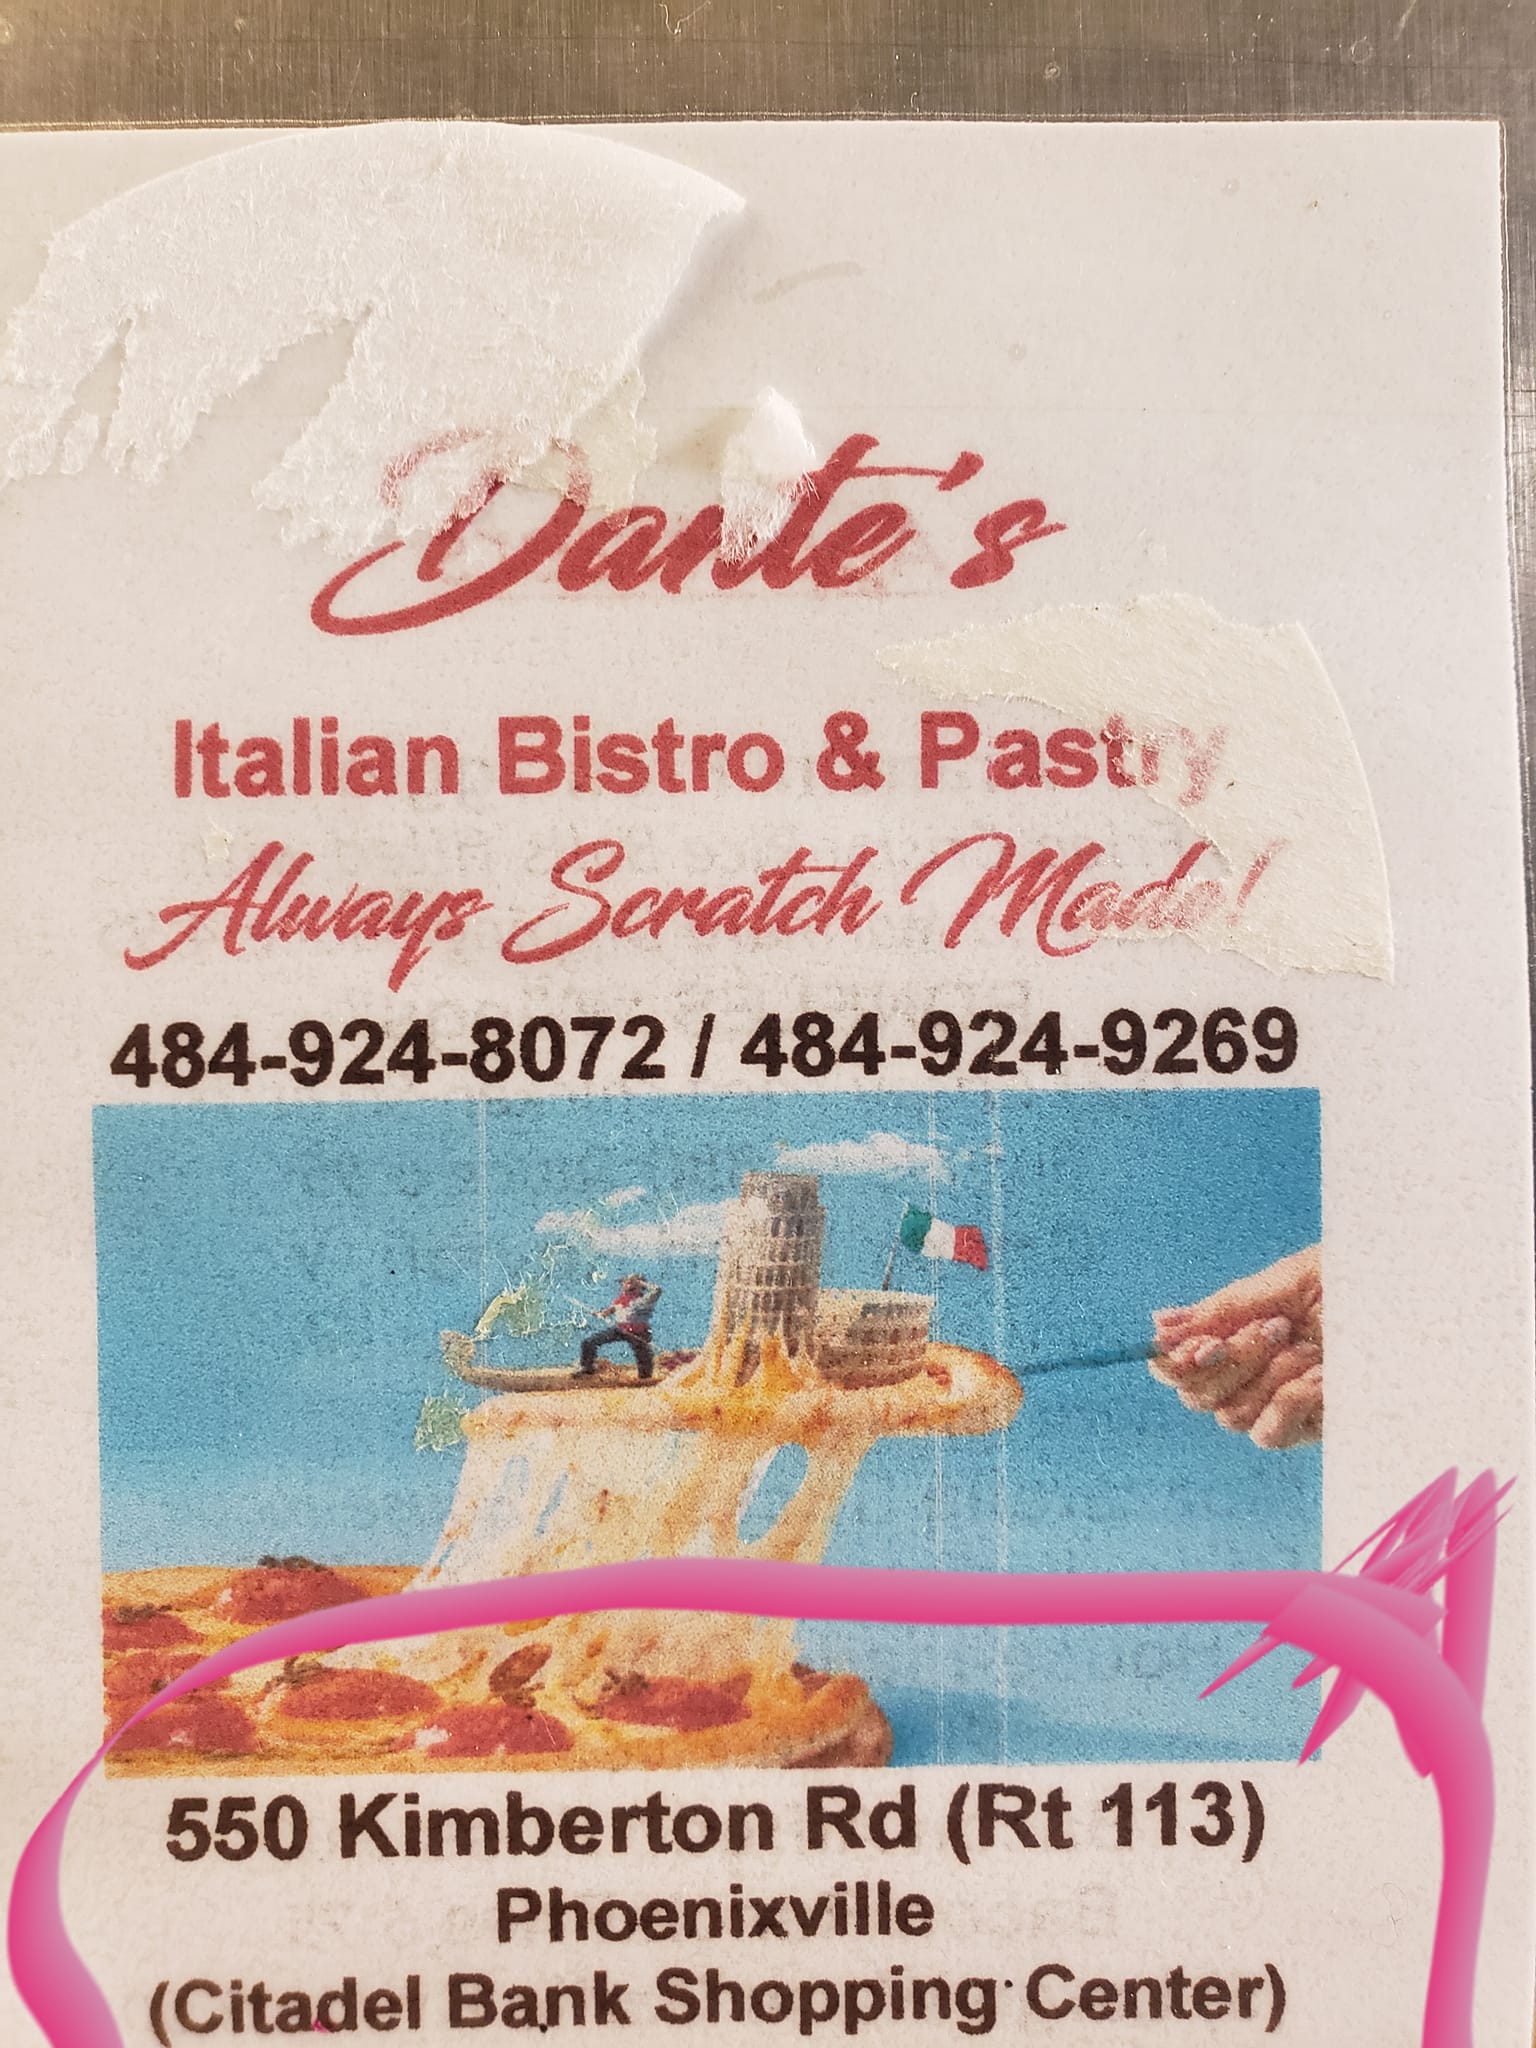 Dante's
Italian Bistro & Pastry
Always Scratch Made!
484-924-8072 / 484-924-9269
550 Kimberton Rd (Rt 113)
Phoenixville
(Citadel Bank Shopping Center)